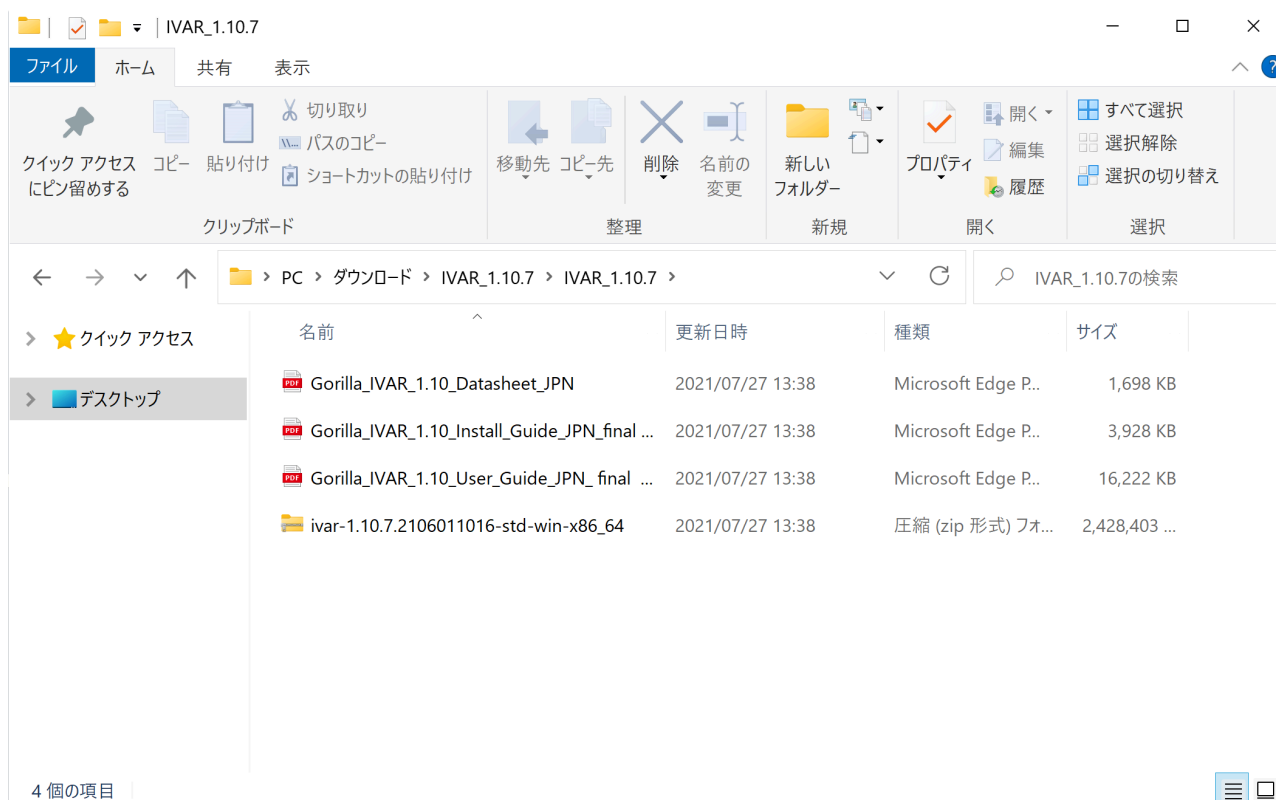 IVAR_1.10.7
ファイル ホーム 共有 表示
クイック アクセス
にピン留めする
コピー
貼り付け
切り取り
パスのコピー
ショートカットの貼り付け
クリップボード
移動先
コピー先
削除
名前の
変更
整理
新しい
フォルダー
新規
プロパティ
開く
編集
履歴
開く
すべて選択
選択解除
選択の切り替え
選択
PC ダウンロード IVAR_1.10.7 IVAR_1.10.7
IVAR_1.10.7の検索
クイック アクセス
デスクトップ
名前 更新日時 種類 サイズ
PDF Gorilla_IVAR_1.10_Datasheet_JPN 2021/07/27 13:38 Microsoft Edge P... 1,698 KB
PDF Gorilla_IVAR_1.10_Install_Guide_JPN_final ... 2021/07/27 13:38 Microsoft Edge P... 3,928 KB
PDF Gorilla_IVAR_1.10_User_Guide_JPN_ final ... 2021/07/27 13:38 Microsoft Edge P... 16,222 KB
ivar-1.10.7.2106011016-std-win-x86_64 2021/07/27 13:38 圧縮 (zip 形式) フォ... 2,428,403 ...
4 個の項目